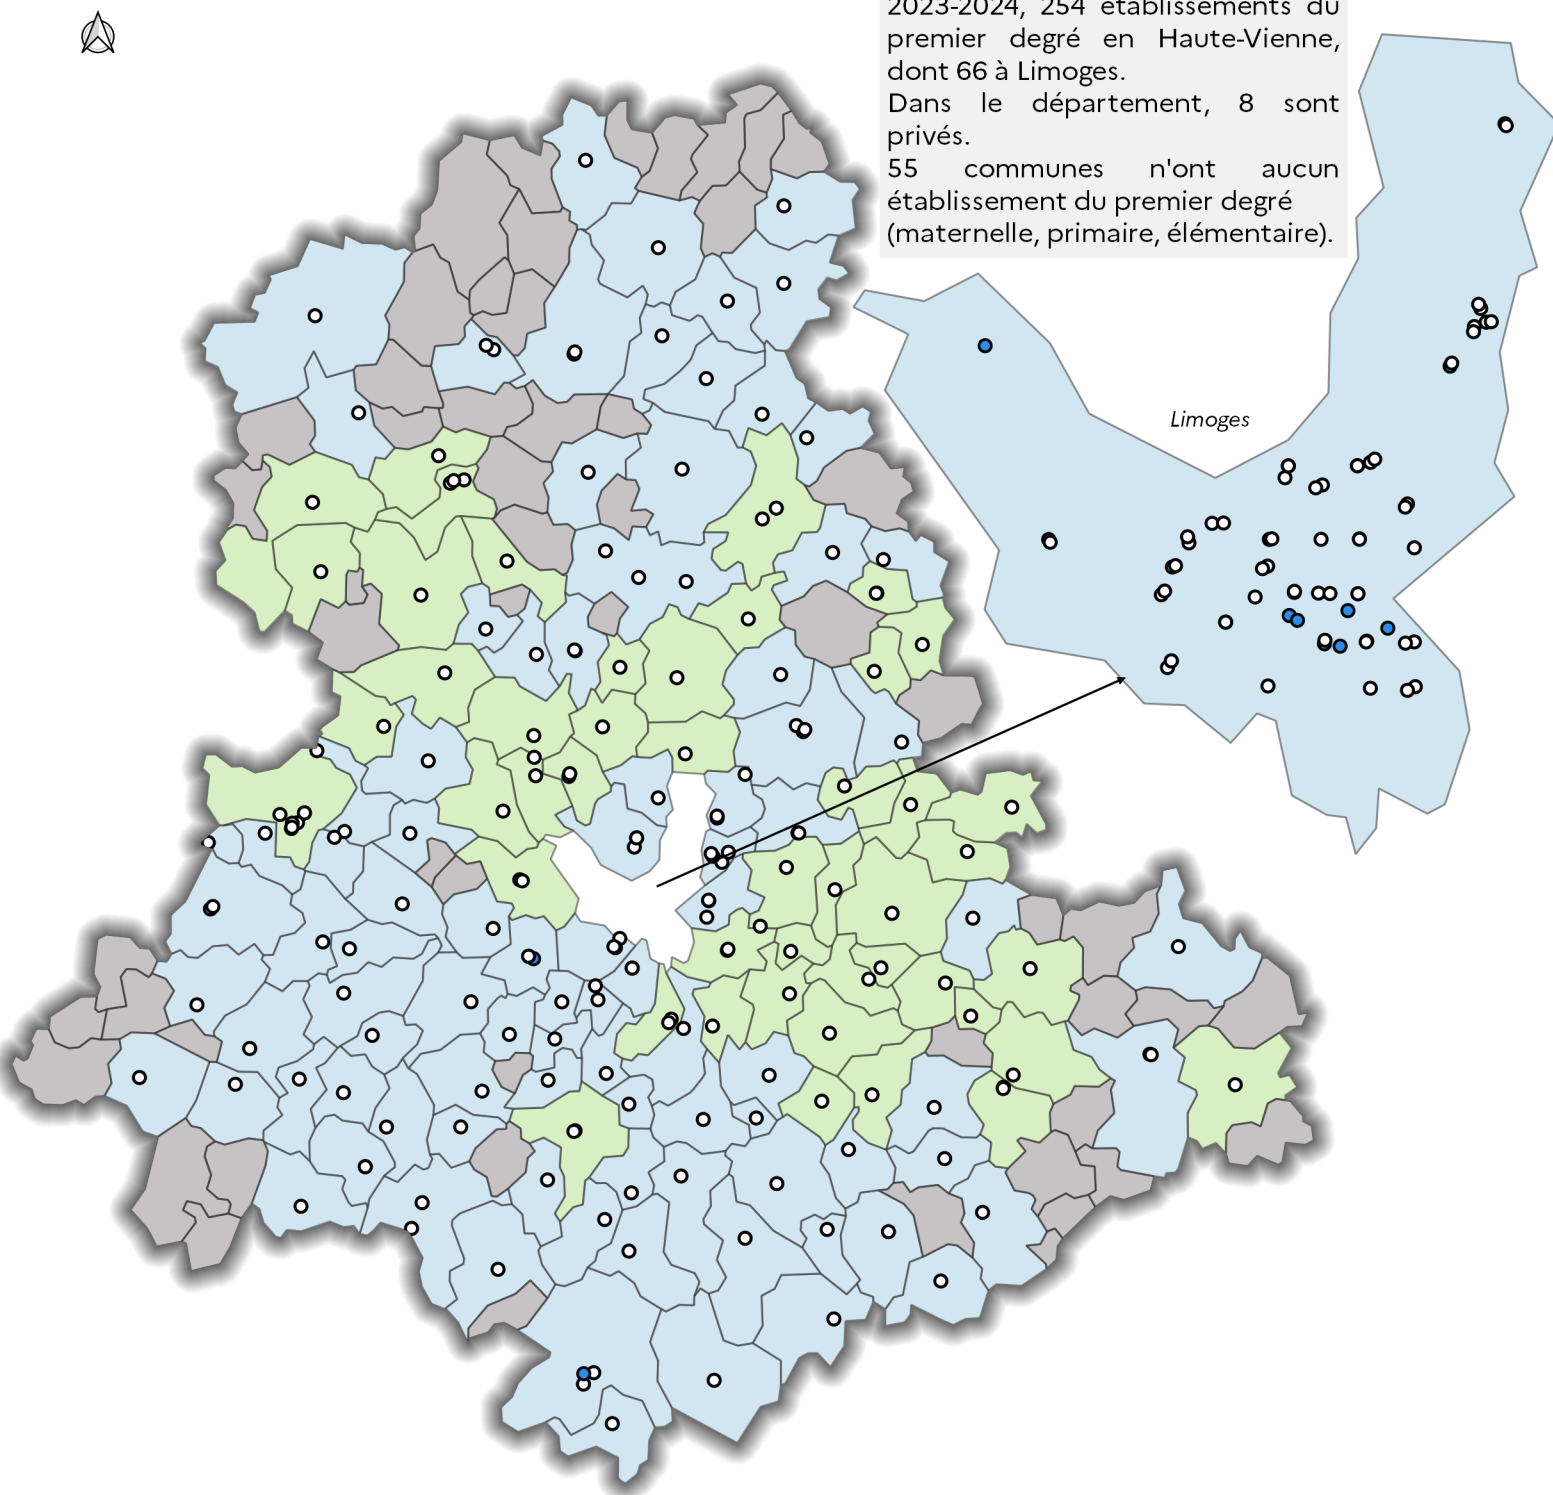 2023-2024, 254 établissements du
premier degré en Haute-Vienne,
dont 66 à Limoges.
Dans le département, 8 sont
privés.
55 communes n'ont aucun
établissement du premier degré
(maternelle, primaire, élémentaire).
Limoges